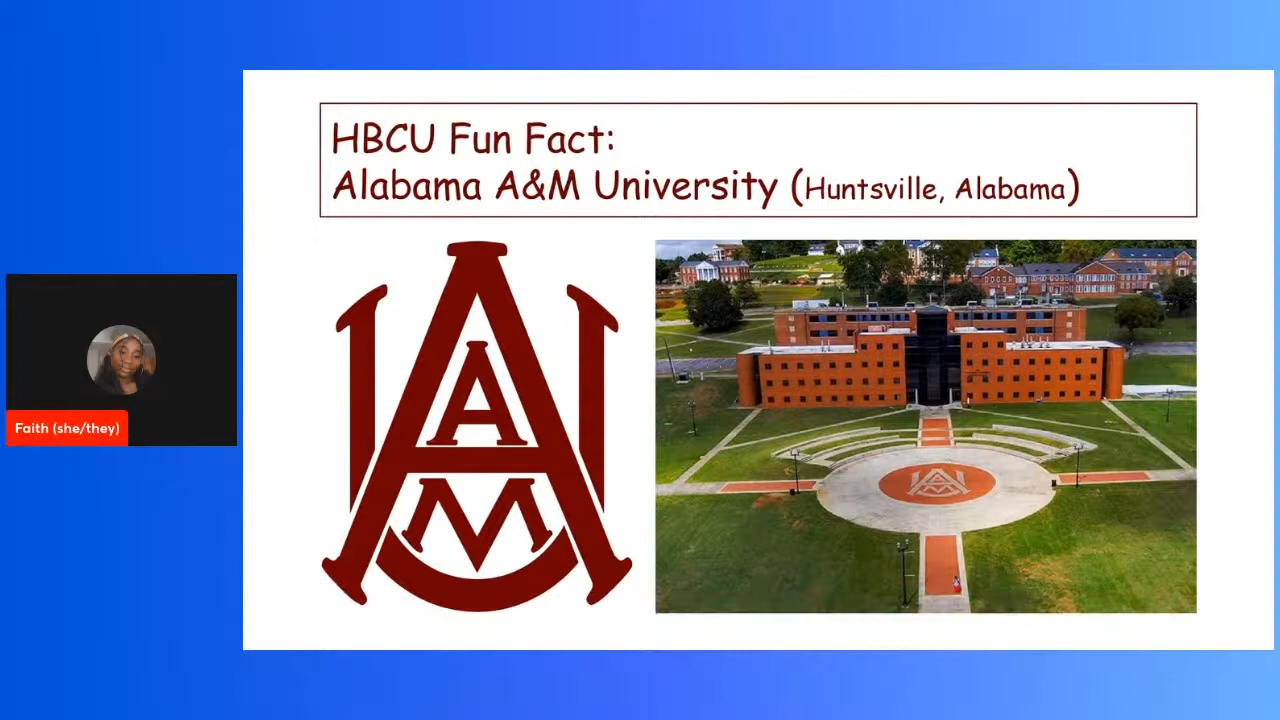 HBCU Fun Fact:
Alabama A&M University (Huntsville, Alabama)
A
M
Faith (she/they)